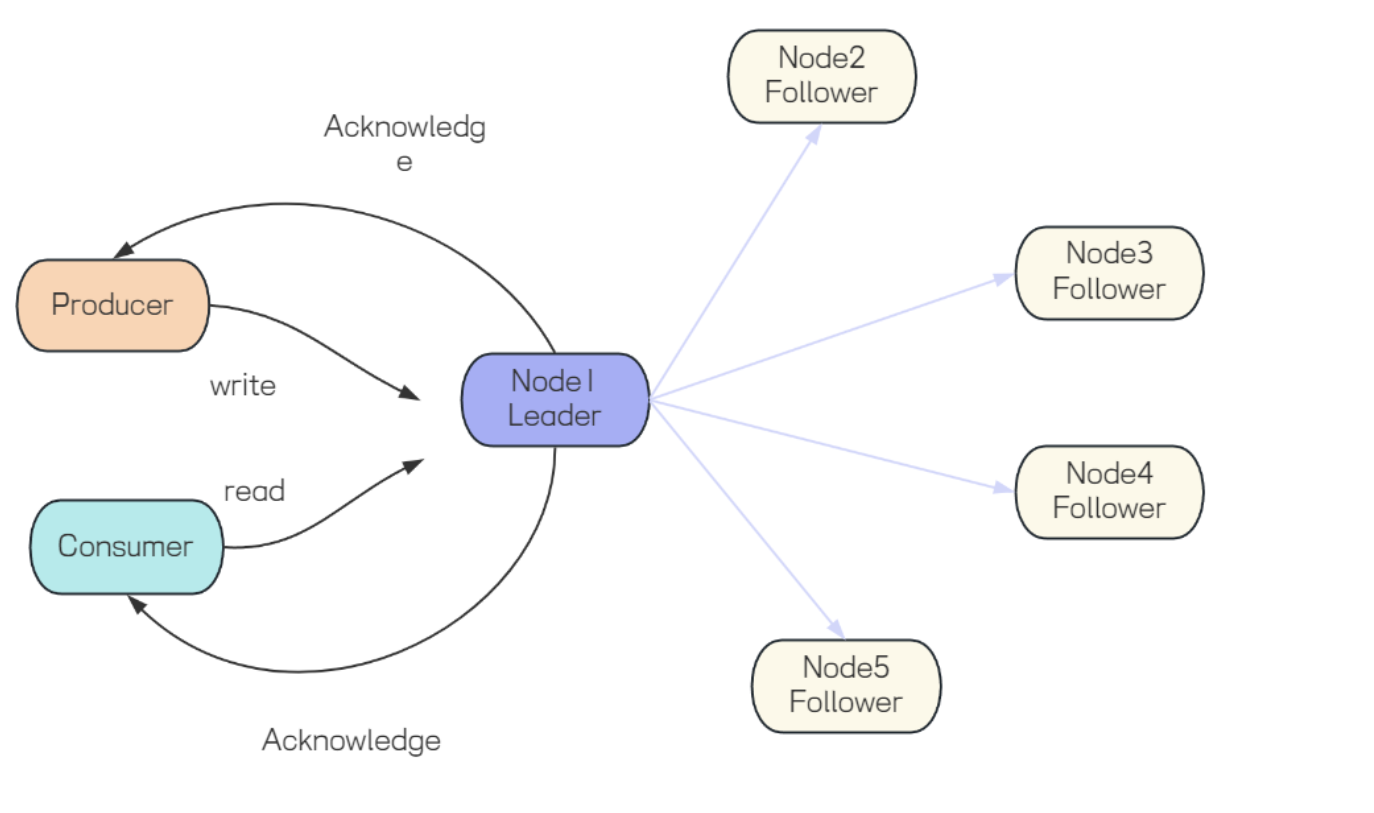 Node2
Follower
Acknowledg
e
Node3
Follower
Producer
write
Node1
Leader
read
Node4
Follower
Consumer
Node5
Follower
Acknowledge